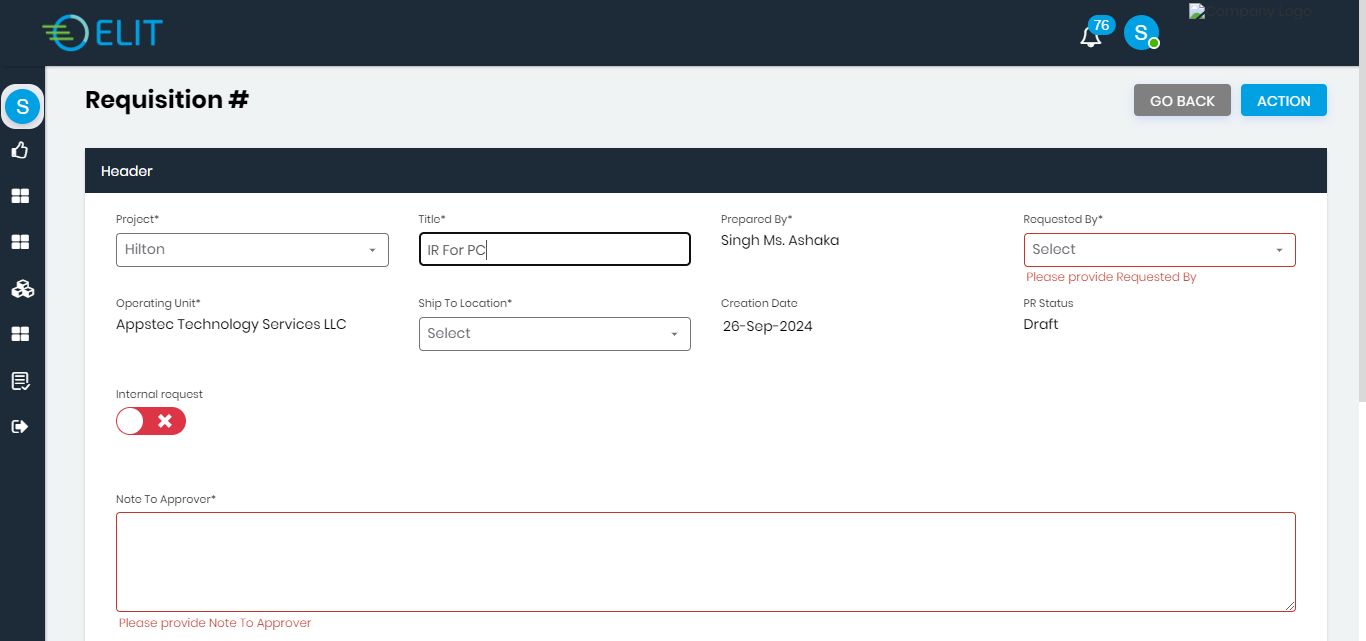 ELIT
76
S
Company Logo
S
Requisition #
GO BACK
ACTION
Header
Project*
Title*
Prepared By*
Requested By*
Hilton
IR For PC
Singh Ms. Ashaka
Select
Please provide Requested By
Operating Unit*
Ship To Location*
Creation Date
PR Status
Appstec Technology Services LLC
Select
26-Sep-2024
Draft
Internal request
Note To Approver*
Please provide Note To Approver